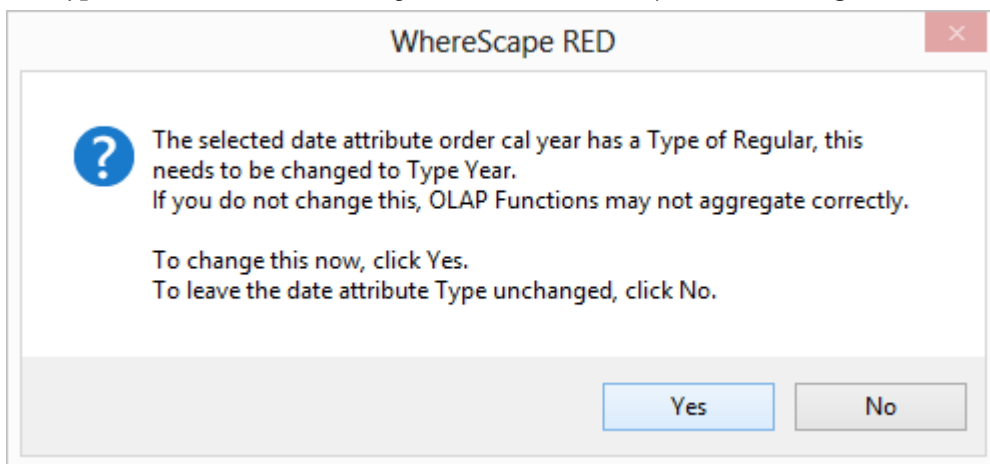 WhereScape RED
The selected date attribute order cal year has a Type of Regular, this
needs to be changed to Type Year.
If you do not change this, OLAP Functions may not aggregate correctly.
To change this now, click Yes.
To leave the date attribute Type unchanged, click No.
Yes
No